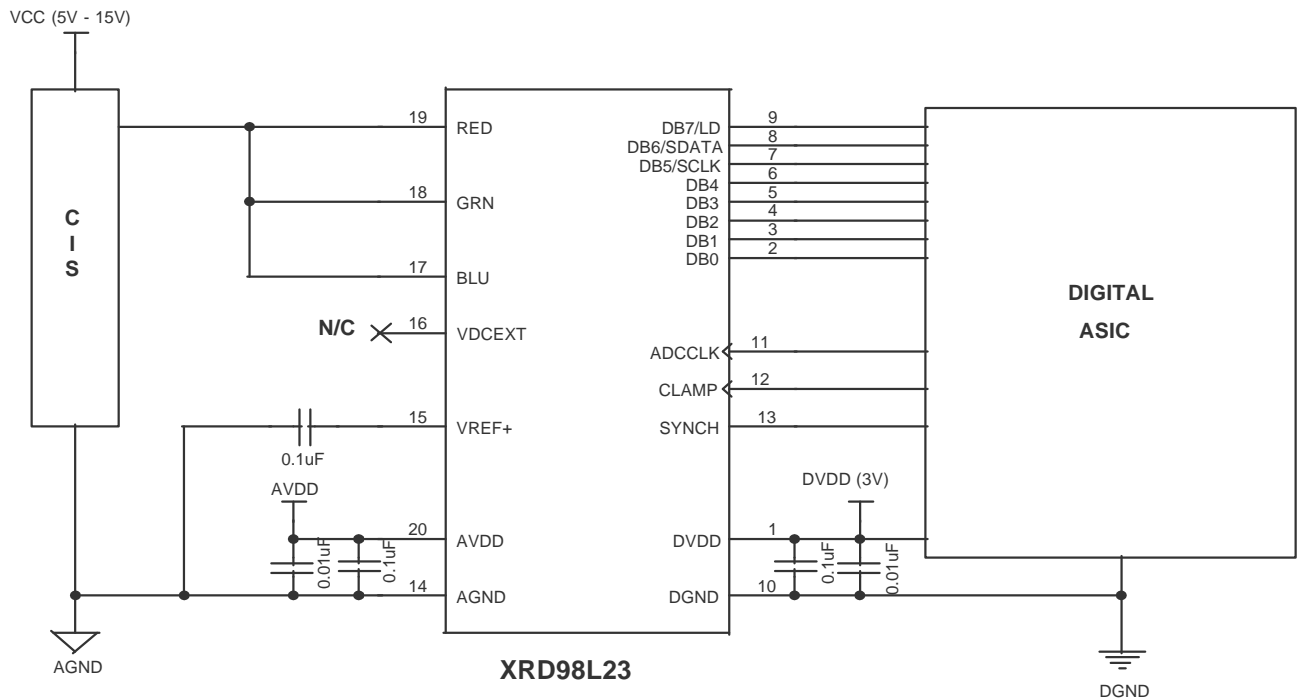 VCC (5V - 15V)
C
I
S
19
RED
18
GRN
17
BLU
N/C
16
VDCEXT
15
VREF+
0.1uF
AVDD
20
AVDD
0.01uF
0.1uF
14
AGND
AGND
DB7/LD
9
DB6/SDATA
8
DB5/SCLK
7
DB4
6
DB3
5
DB2
4
DB1
3
DB0
2
ADCCLK
11
CLAMP
12
SYNCH
13
DVDD (3V)
DVDD
1
0.1uF
0.01uF
DGND
10
DIGITAL
ASIC
DGND
XRD98L23